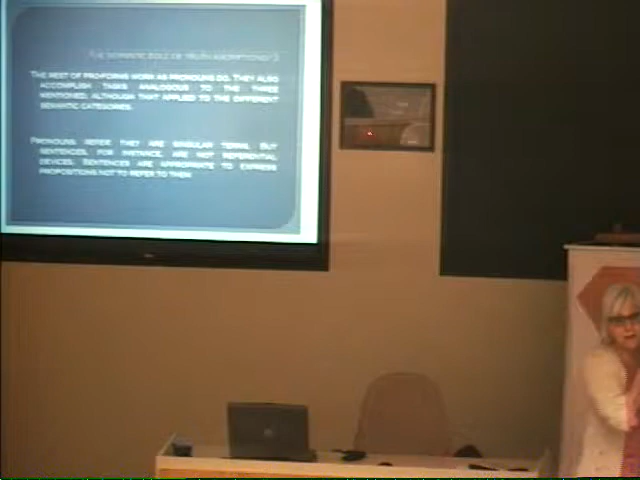 THE SEMANTIC ROLE OF TRUTH ASCRIPTIONS/ 3
THE REST OF PROFORMS WORK AS PRONOUNS DO. THEY ALSO
ACCOMPLISH TASKS ANALOGOUS TO THE THREE
MENTIONED, ALTHOUGH THAT APPLIED TO THE DIFFERENT
SEMANTIC CATEGORIES.
PRONOUNS REFER, THEY ARE SINGULAR TERMS. BUT
SENTENCES, FOR INSTANCE, ARE NOT REFERENTIAL
DEVICES. SENTENCES ARE APPROPRIATE TO EXPRESS
PROPOSITIONS NOT TO REFER TO THEM